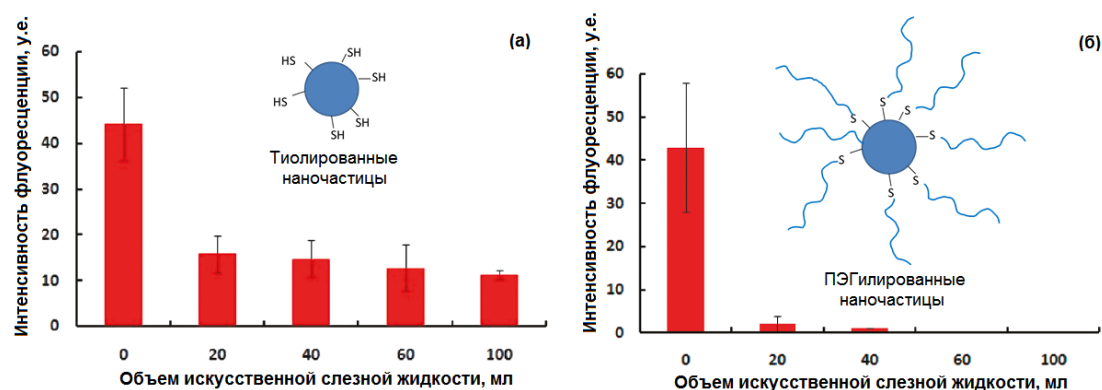 (а)
Интенсивность флуоресценции, у.е.
60
50
40
30
20
10
0
HS
SH
SH
HS
SH
SH
Тиолированные
наночастицы
0 20 40 60 100
Объем искусственной слезной жидкости, мл
(б)
Интенсивность флуоресценции, у.е.
60
50
40
30
20
10
0
S
S
S
S
S
S
S
S
ПЭГилированные
наночастицы
0 20 40 60 100
Объем искусственной слезной жидкости, мл